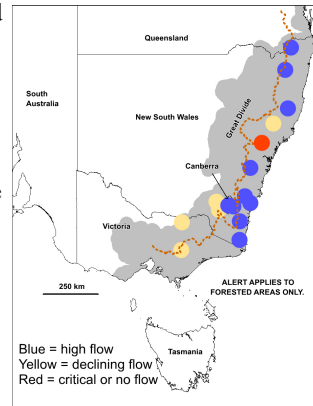 Queensland
South
Australia
New South Wales
Great Divide
Canberra
Victoria
250 km
ALERT APPLIES TO
FORESTED AREAS ONLY.
Tasmania
Blue = high flow
Yellow = declining flow
Red = critical or no flow